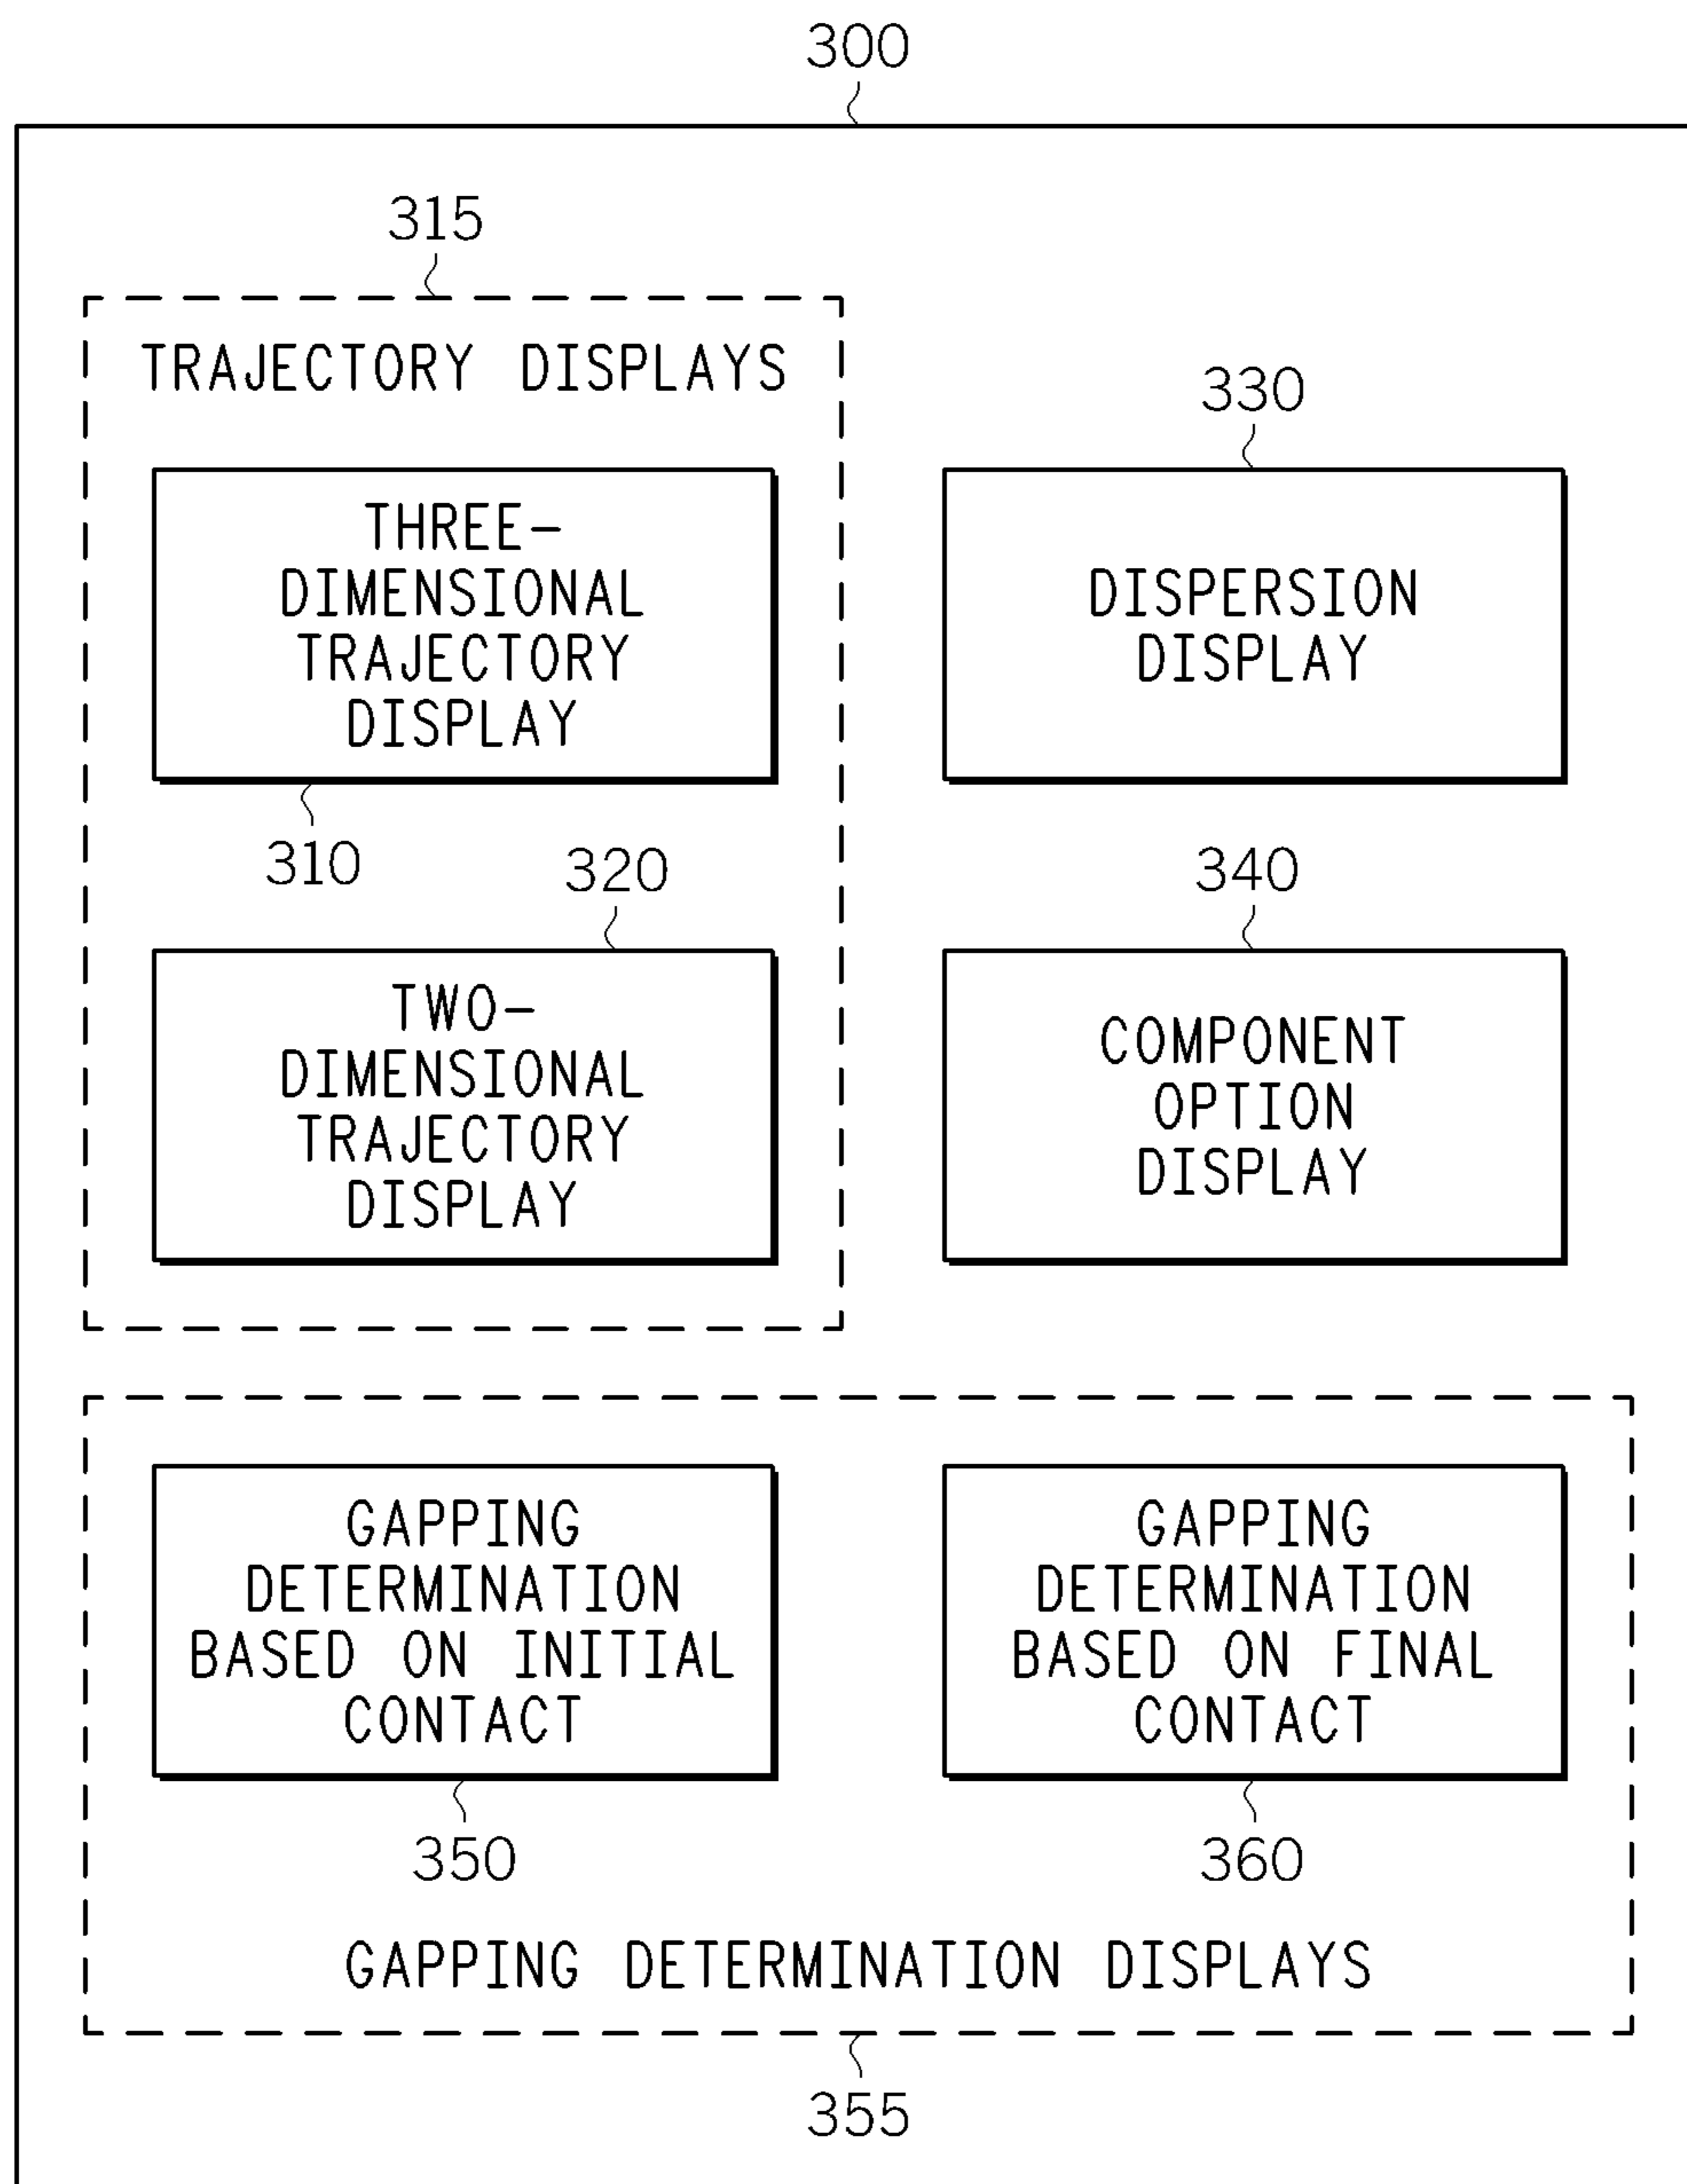 300
315
TRAJECTORY DISPLAYS
THREE-
DIMENSIONAL
TRAJECTORY
DISPLAY
310
320
TWO-
DIMENSIONAL
TRAJECTORY
DISPLAY
330
DISPERSION
DISPLAY
340
COMPONENT
OPTION
DISPLAY
GAPPING
DETERMINATION
BASED ON INITIAL
CONTACT
350
GAPPING
DETERMINATION
BASED ON FINAL
CONTACT
360
GAPPING DETERMINATION DISPLAYS
355